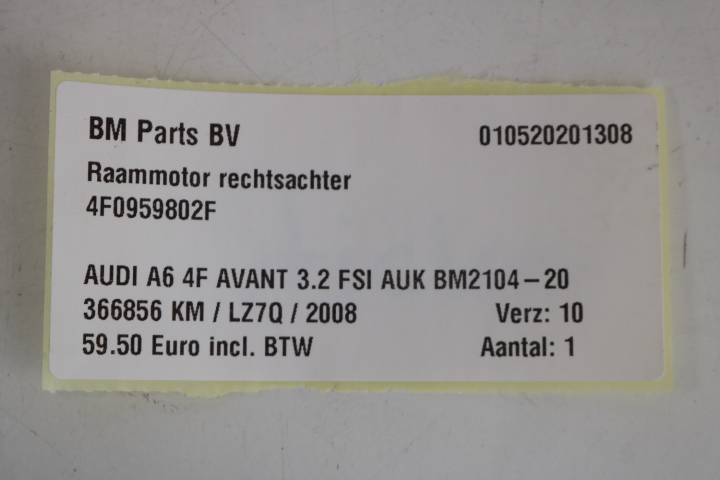 BM Parts BV 010520201308
Raammotor rechtsachter
4F0959802F
AUDI A6 4F AVANT 3.2 FSI AUK BM2104-20
366856 KM / LZ7Q / 2008 Verz: 10
59.50 Euro incl. BTW Aantal: 1